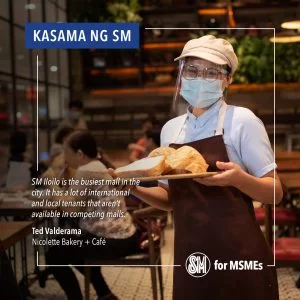 KASAMA NG SM
SM Iloilo is the busiest mall in the
city. It has a lot of international
and local tenants that aren't
available in competing malls.
Ted Valderama
Nicolette Bakery + Café
SM for MSMEs